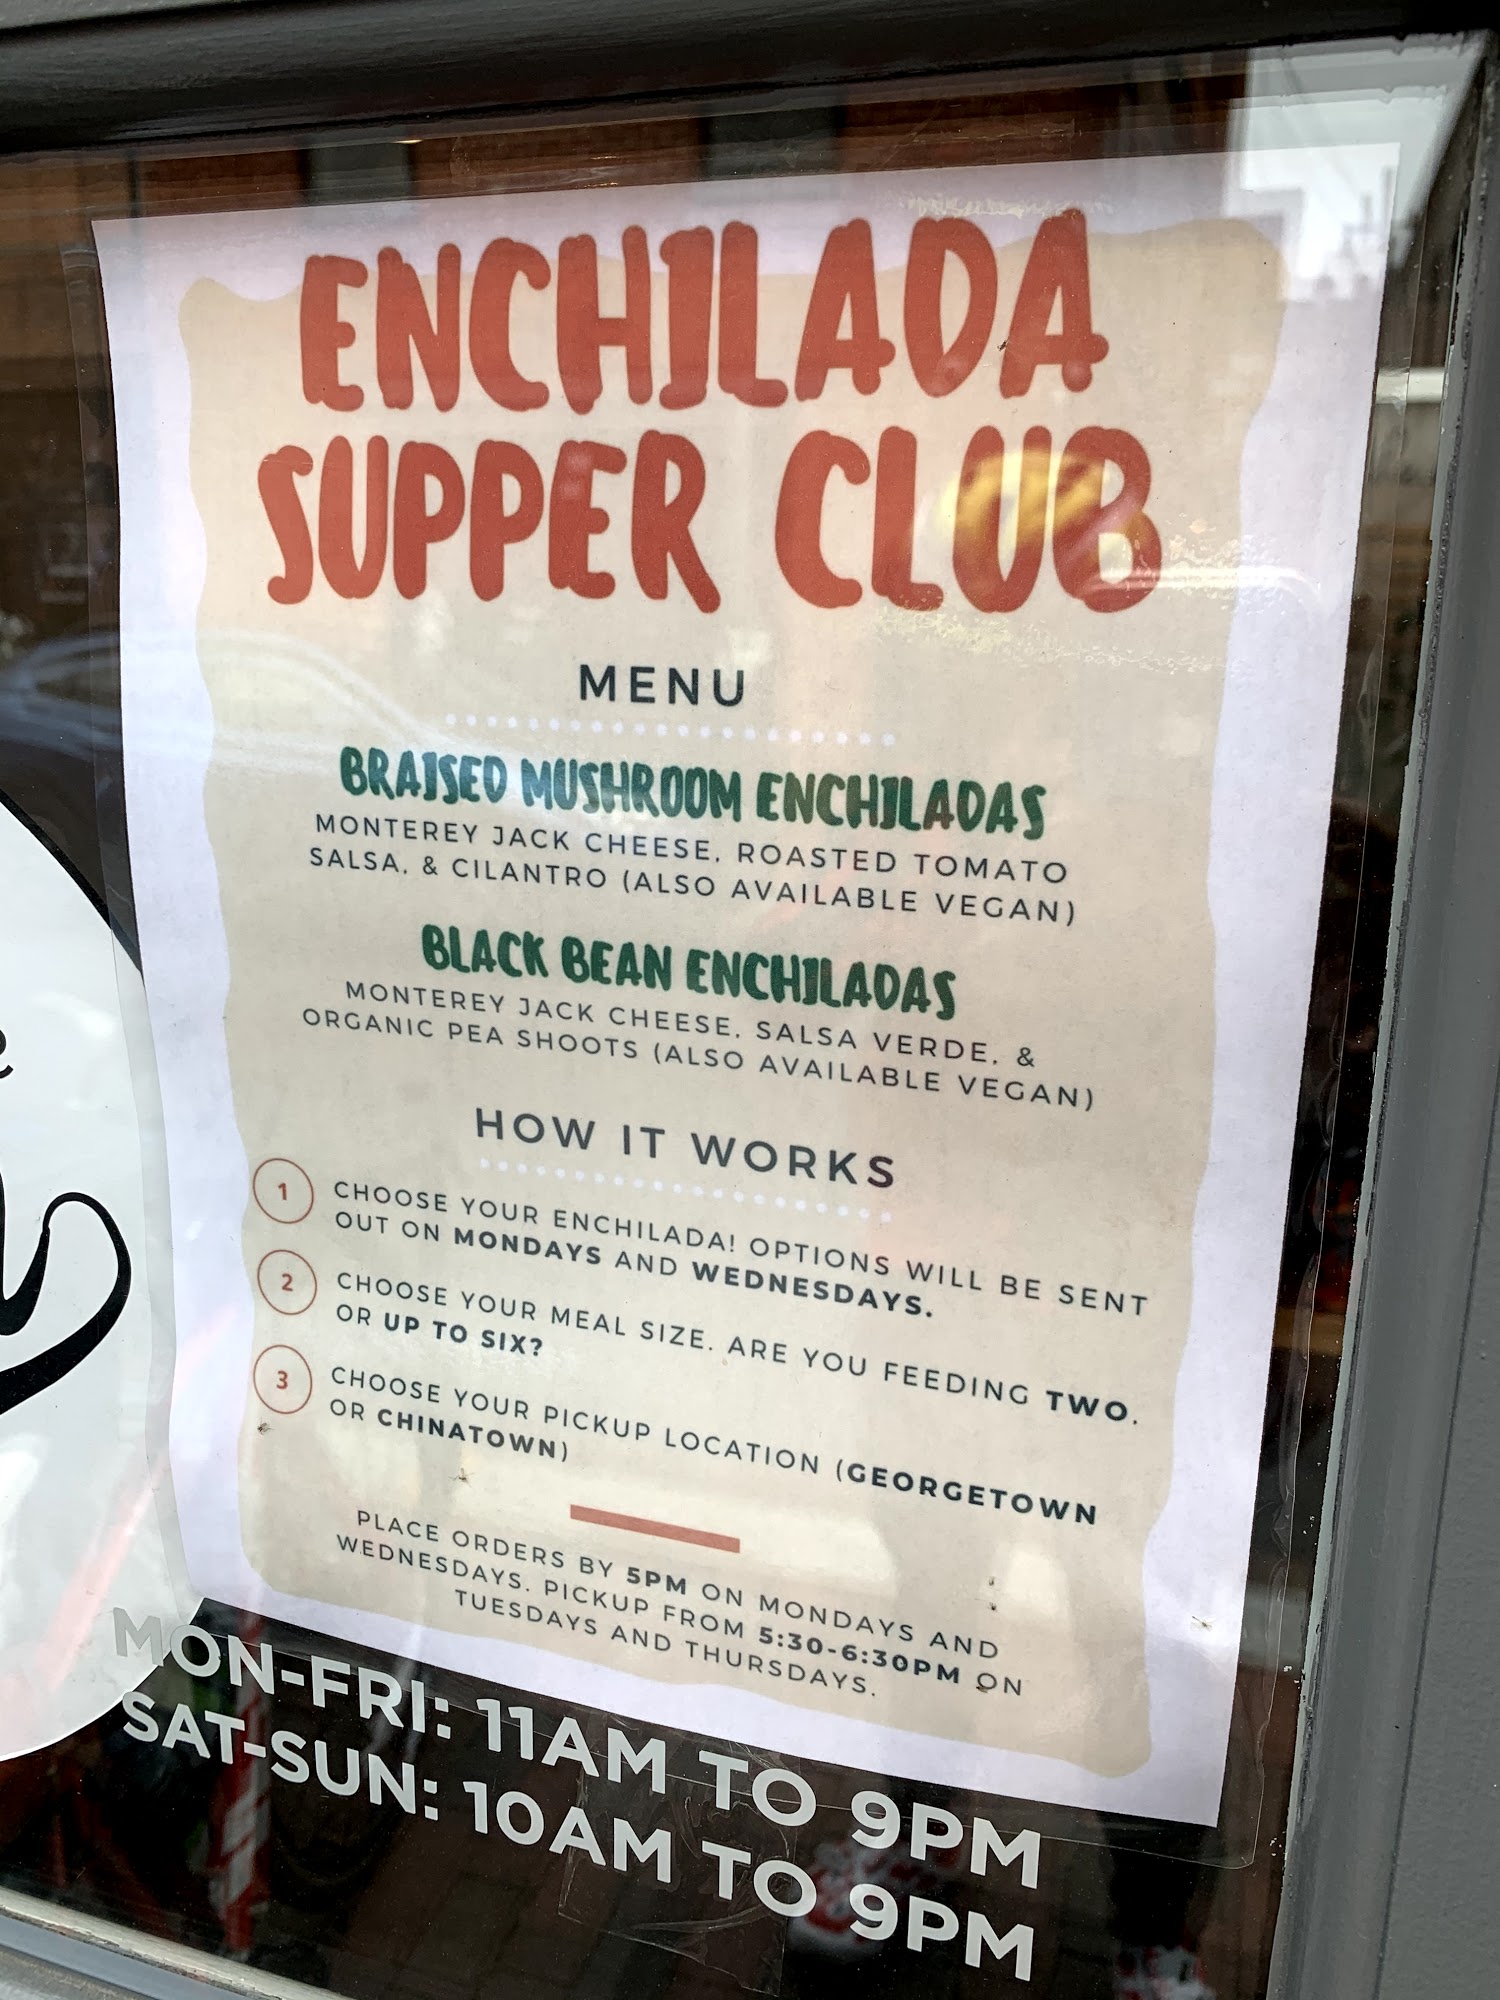 ENCHILADA
SUPPER CLUB
MENU
BRAISED MUSHROOM ENCHILADAS
MONTEREY JACK CHEESE, ROASTED TOMATO
SALSA, & CILANTRO (ALSO AVAILABLE VEGAN)
BLACK BEAN ENCHILADAS
MONTEREY JACK CHEESE, SALSA VERDE, &
ORGANIC PEA SHOOTS (ALSO AVAILABLE VEGAN)
HOW IT WORKS
1 CHOOSE YOUR ENCHILADA! OPTIONS WILL BE SENT
OUT ON MONDAYS AND WEDNESDAYS.
2 CHOOSE YOUR MEAL SIZE. ARE YOU FEEDING TWO,
OR UP TO SIX?
3 CHOOSE YOUR PICKUP LOCATION (GEORGETOWN
OR CHINATOWN)
PLACE ORDERS BY 5PM ON MONDAYS AND
WEDNESDAYS. PICKUP FROM 5:30-6:30PM ON
TUESDAYS AND THURSDAYS.
MON-FRI: 11AM TO 9PM
SAT-SUN: 10AM TO 9PM